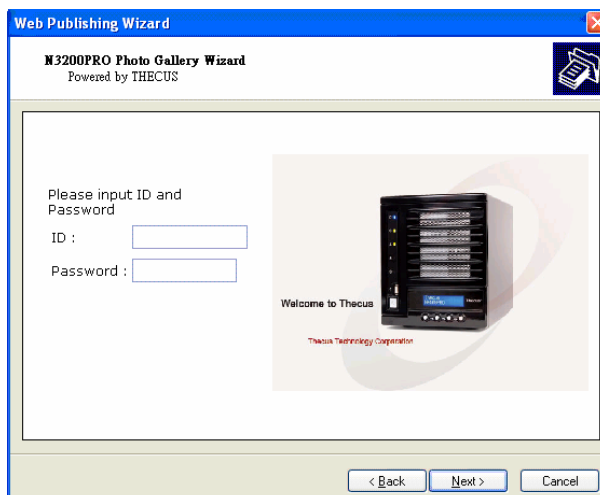 Web Publishing Wizard
N3200PRO Photo Gallery Wizard
Powered by THECUS
Please input ID and
Password
ID :
Password :
Welcome to Thecus
Thecus Technology Corporation
< Back
Next >
Cancel